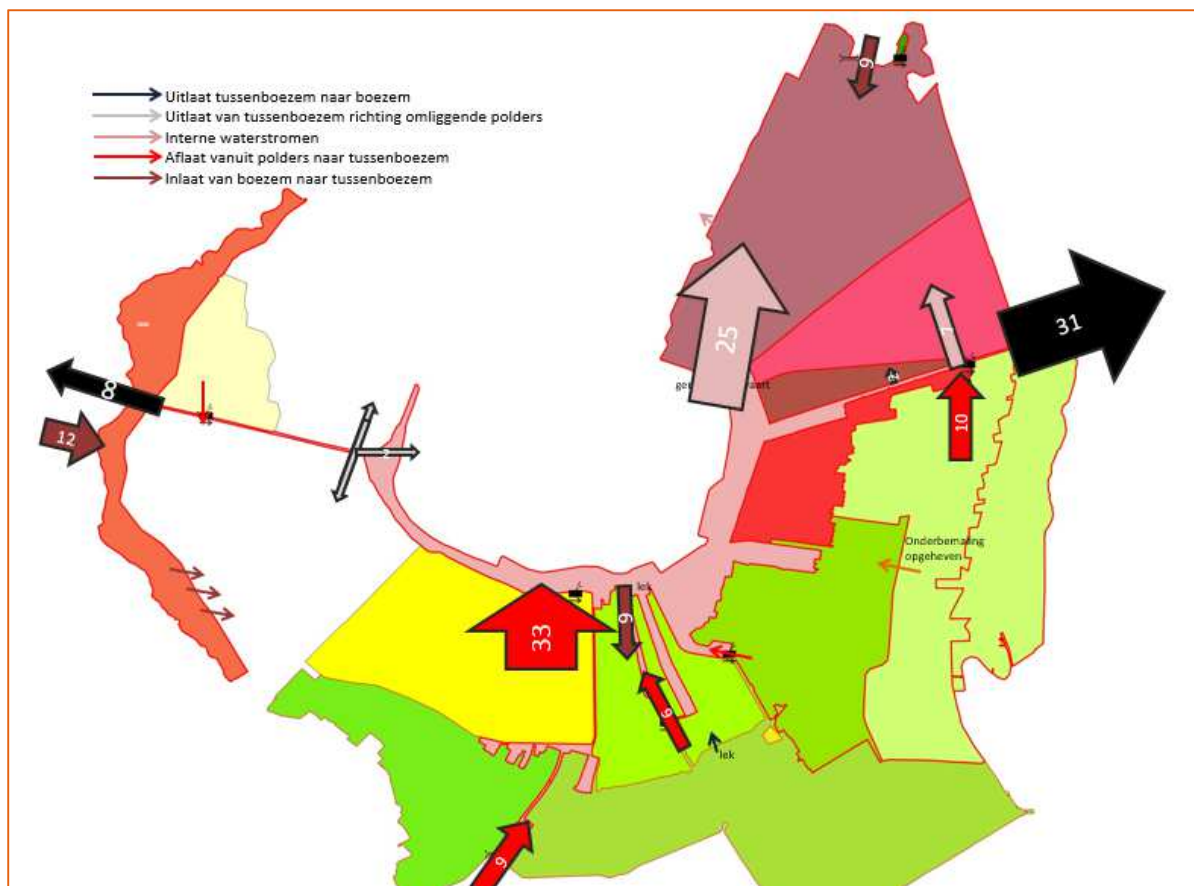 Uitlaat tussenboezem naar boezem
Uitlaat van tussenboezem richting omliggende polders
Interne waterstromen
Aflaat vanuit polders naar tussenboezem
Inlaat van boezem naar tussenboezem
9
31
25
7
8
12
10
Onderbemaling
opgeheven
lek
33
9
9
lek
9